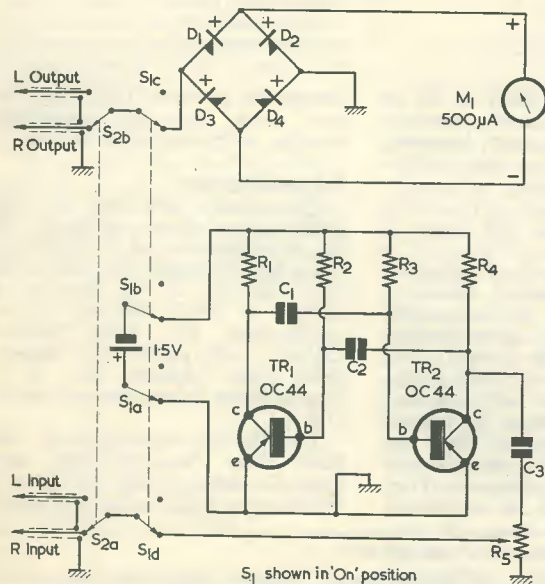 + +
D₁ D₂
+
L Output
S₁c
+ +
D₃ D₄
M₁
500µA
R Output
S₂b
−
R₁ R₂ R₃ R₄
C₁
S₁b
+ 1·5V
C₂
TR₁
OC44
TR₂
OC44
S₁a
c b b c
e e
C₃
L Input
R Input
S₂a S₁d
R₅
S₁ shown in 'On' position